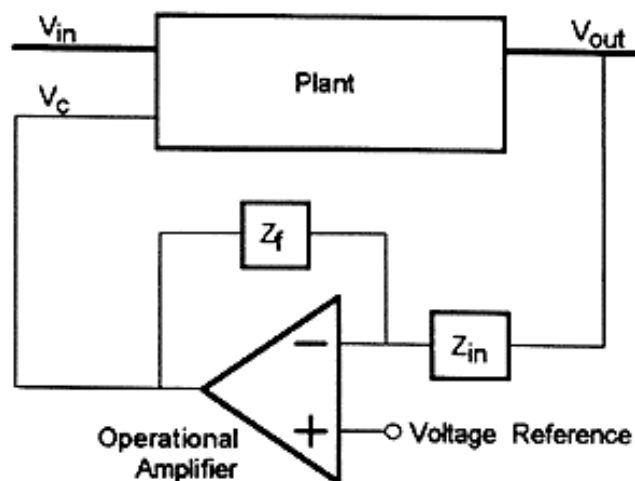 Vin
Vout
Plant
Vc
Zf
−
Zin
+
Voltage Reference
Operational
Amplifier